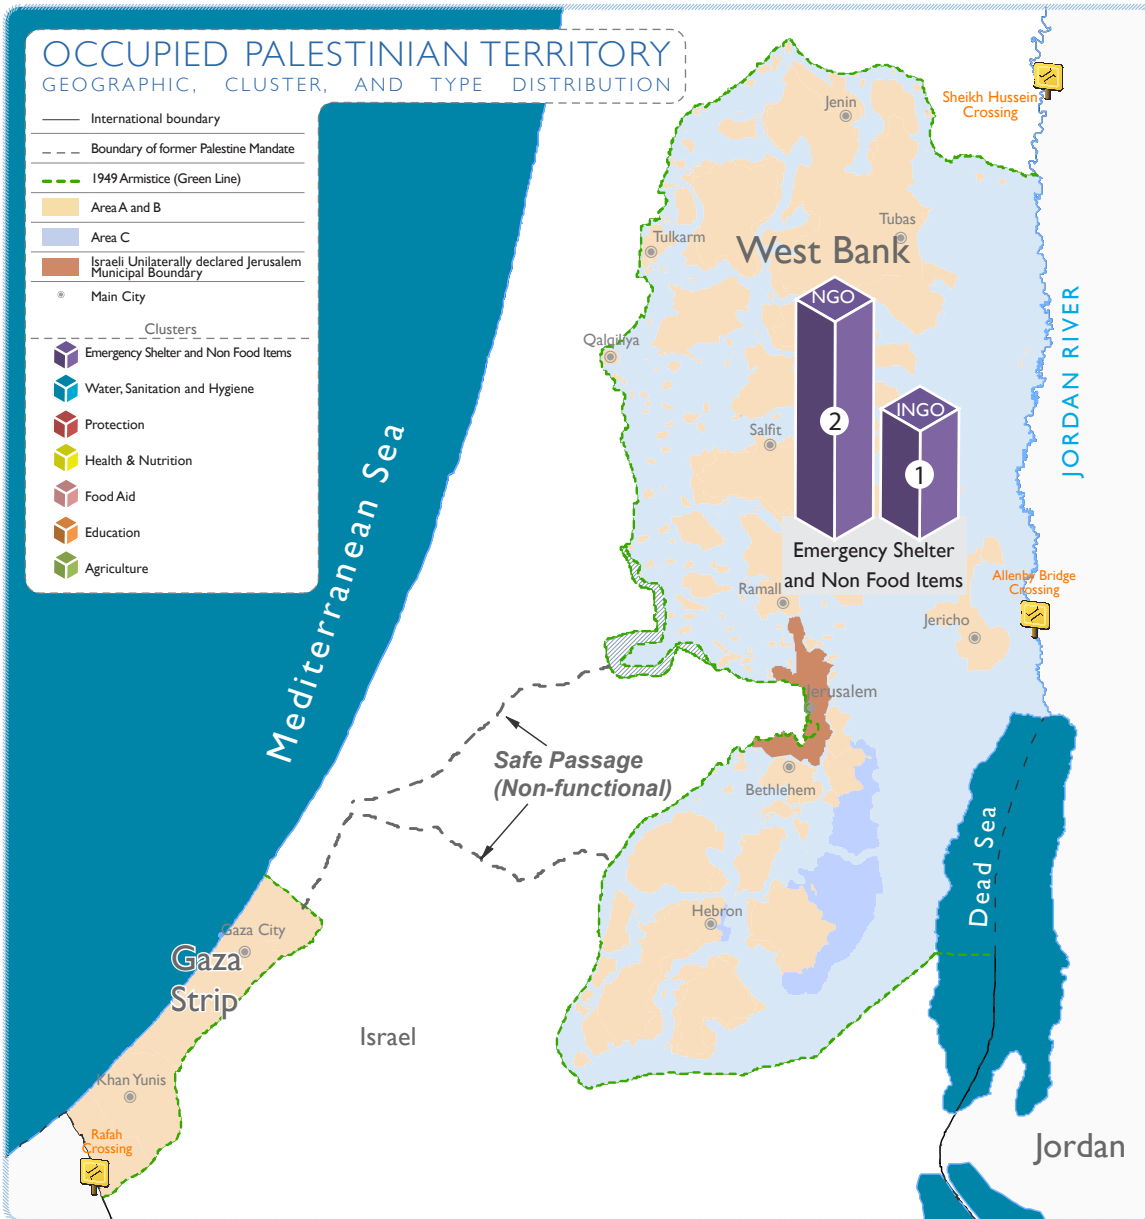 OCCUPIED PALESTINIAN TERRITORY
GEOGRAPHIC, CLUSTER, AND TYPE DISTRIBUTION
International boundary
Boundary of former Palestine Mandate
1949 Armistice (Green Line)
Area A and B
Area C
Israeli Unilaterally declared Jerusalem
Municipal Boundary
Main City
Clusters
Emergency Shelter and Non Food Items
Water, Sanitation and Hygiene
Protection
Health & Nutrition
Food Aid
Education
Agriculture
Mediterranean Sea
Sheikh Hussein
Crossing
Jenin
Tubas
Tulkarm
West Bank
NGO
2
INGO
1
Emergency Shelter
and Non Food Items
Qalqiliya
Salfit
JORDAN RIVER
Ramall
Allenby Bridge
Crossing
Jericho
Jerusalem
Safe Passage
(Non-functional)
Bethlehem
Dead Sea
Hebron
Gaza City
Gaza
Strip
Israel
Khan Yunis
Rafah
Crossing
Jordan